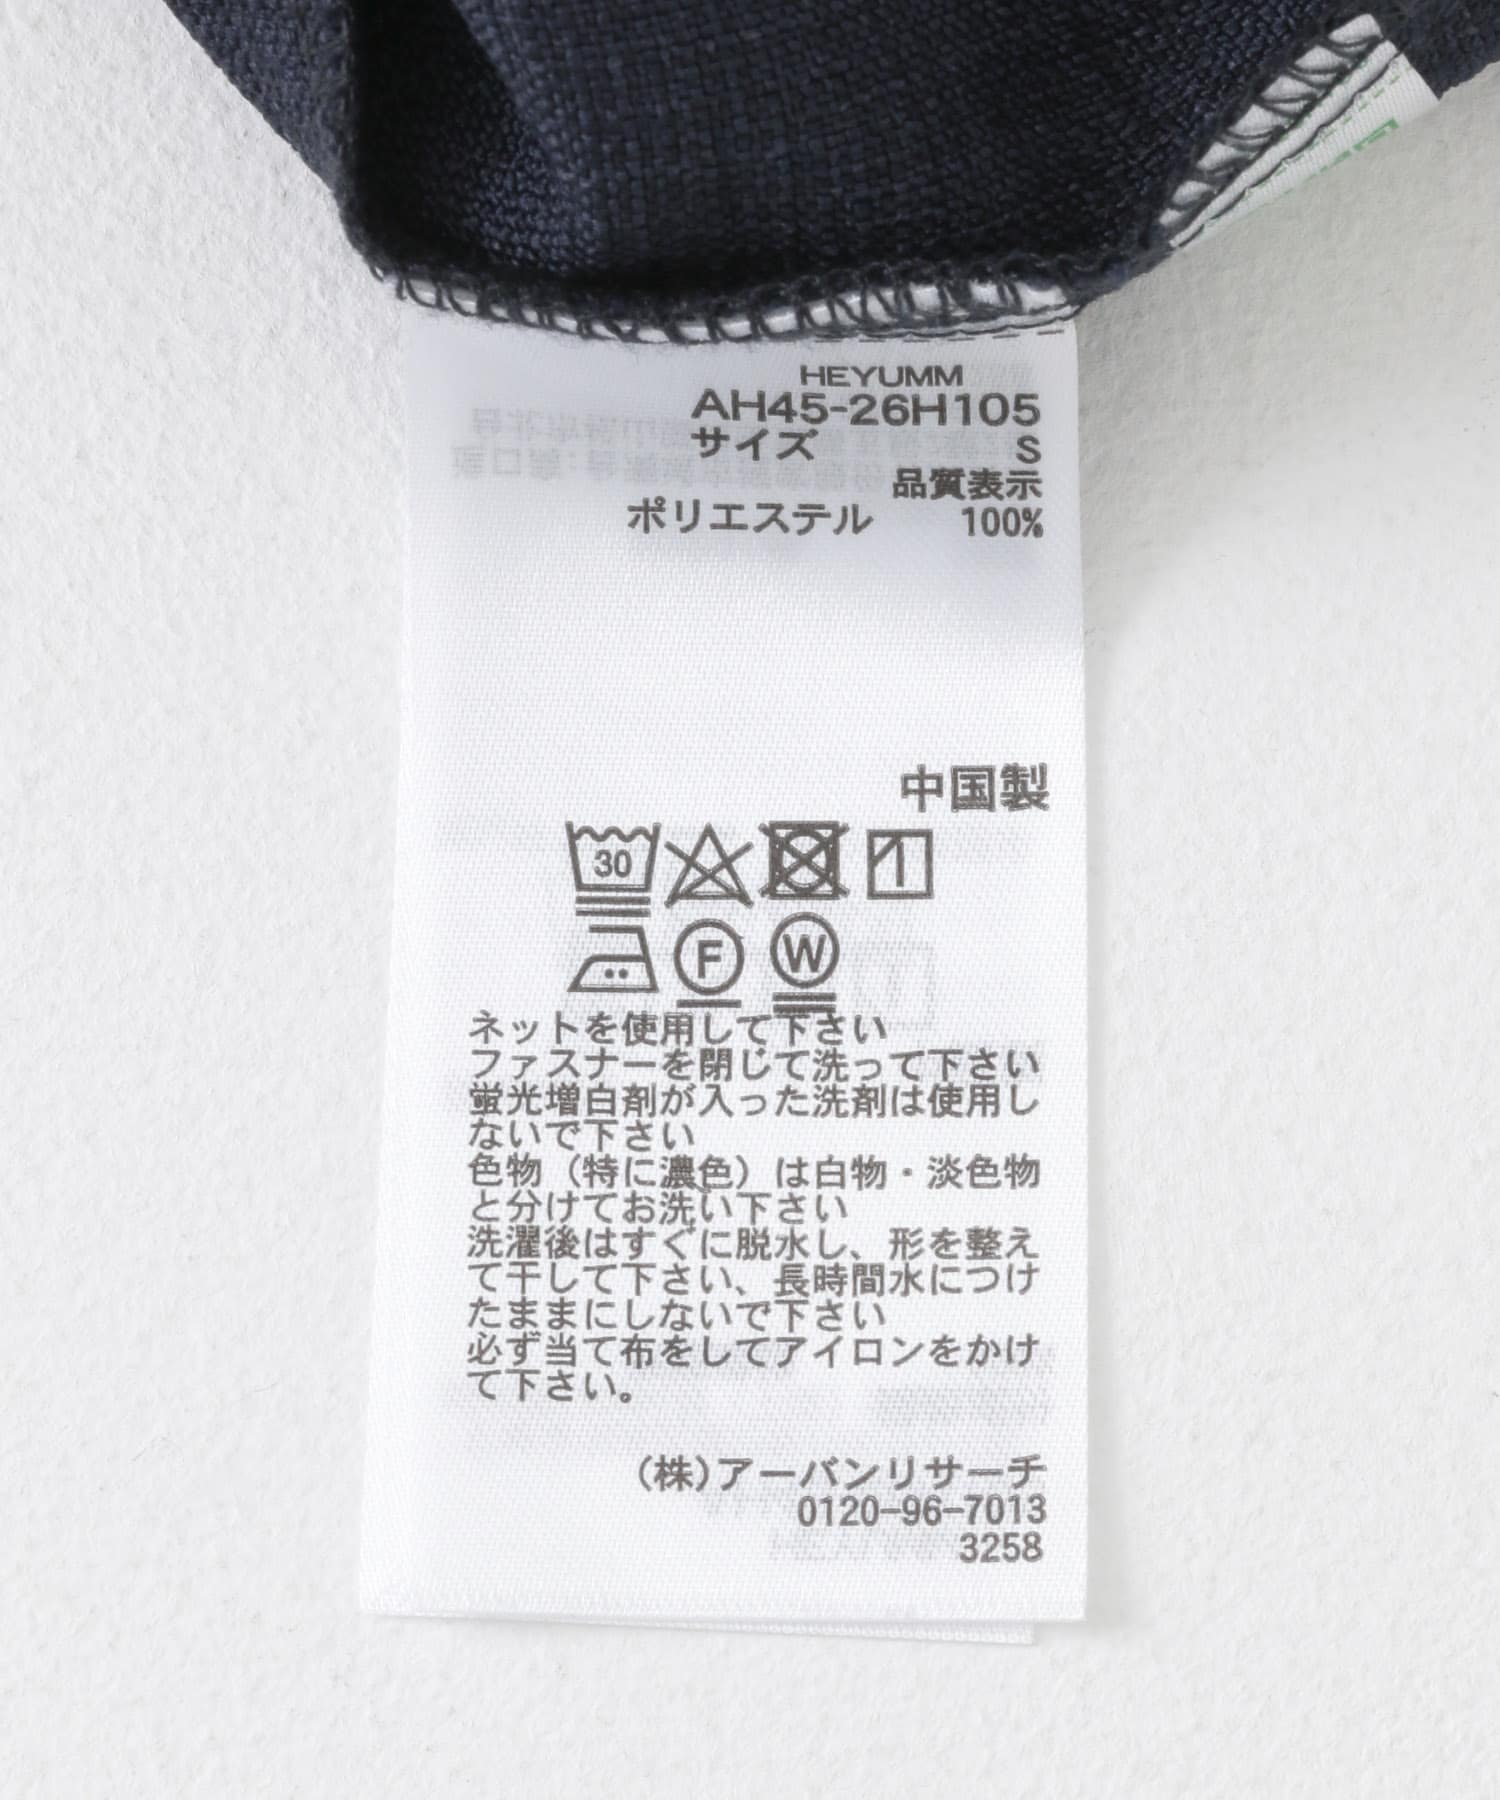 HEYUMM
AH45-26H105
サイズ S
品質表示
ポリエステル 100%
中国製
30
F W
ネットを使用して下さい
ファスナーを閉じて洗って下さい
蛍光増白剤が入った洗剤は使用し
ないで下さい
色物（特に濃色）は白物・淡色物
と分けてお洗い下さい
洗濯後はすぐに脱水し、形を整え
て干して下さい、長時間水につけ
たままにしないで下さい
必ず当て布をしてアイロンをかけ
て下さい。
(株)アーバンリサーチ
0120-96-7013
3258